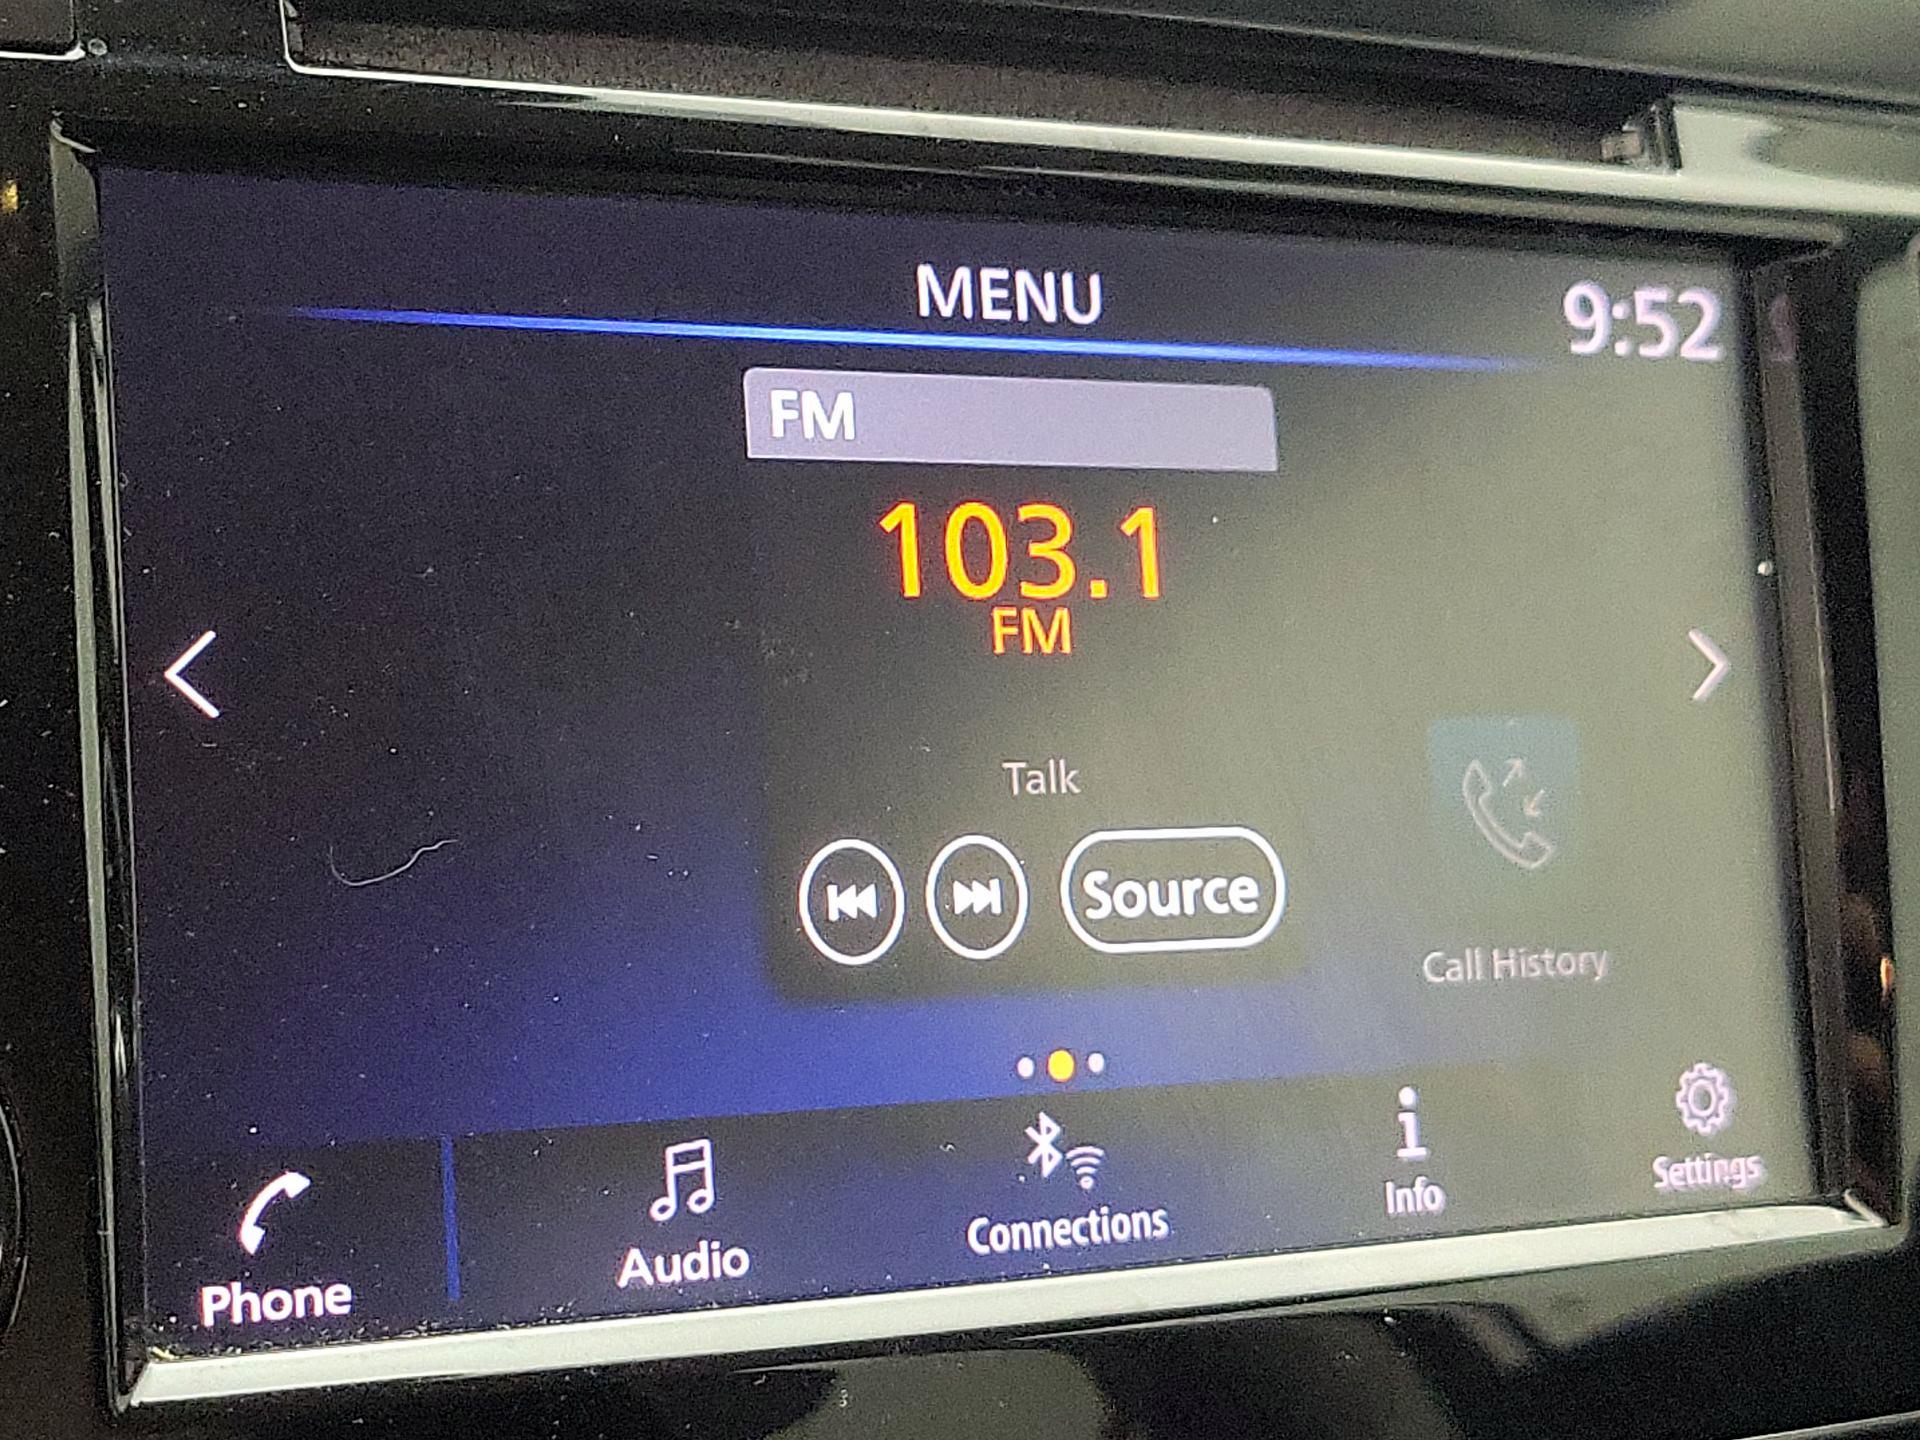 MENU
9:52
FM
103.1
FM
Talk
Source
Call History
Phone
Audio
Connections
Info
Settings